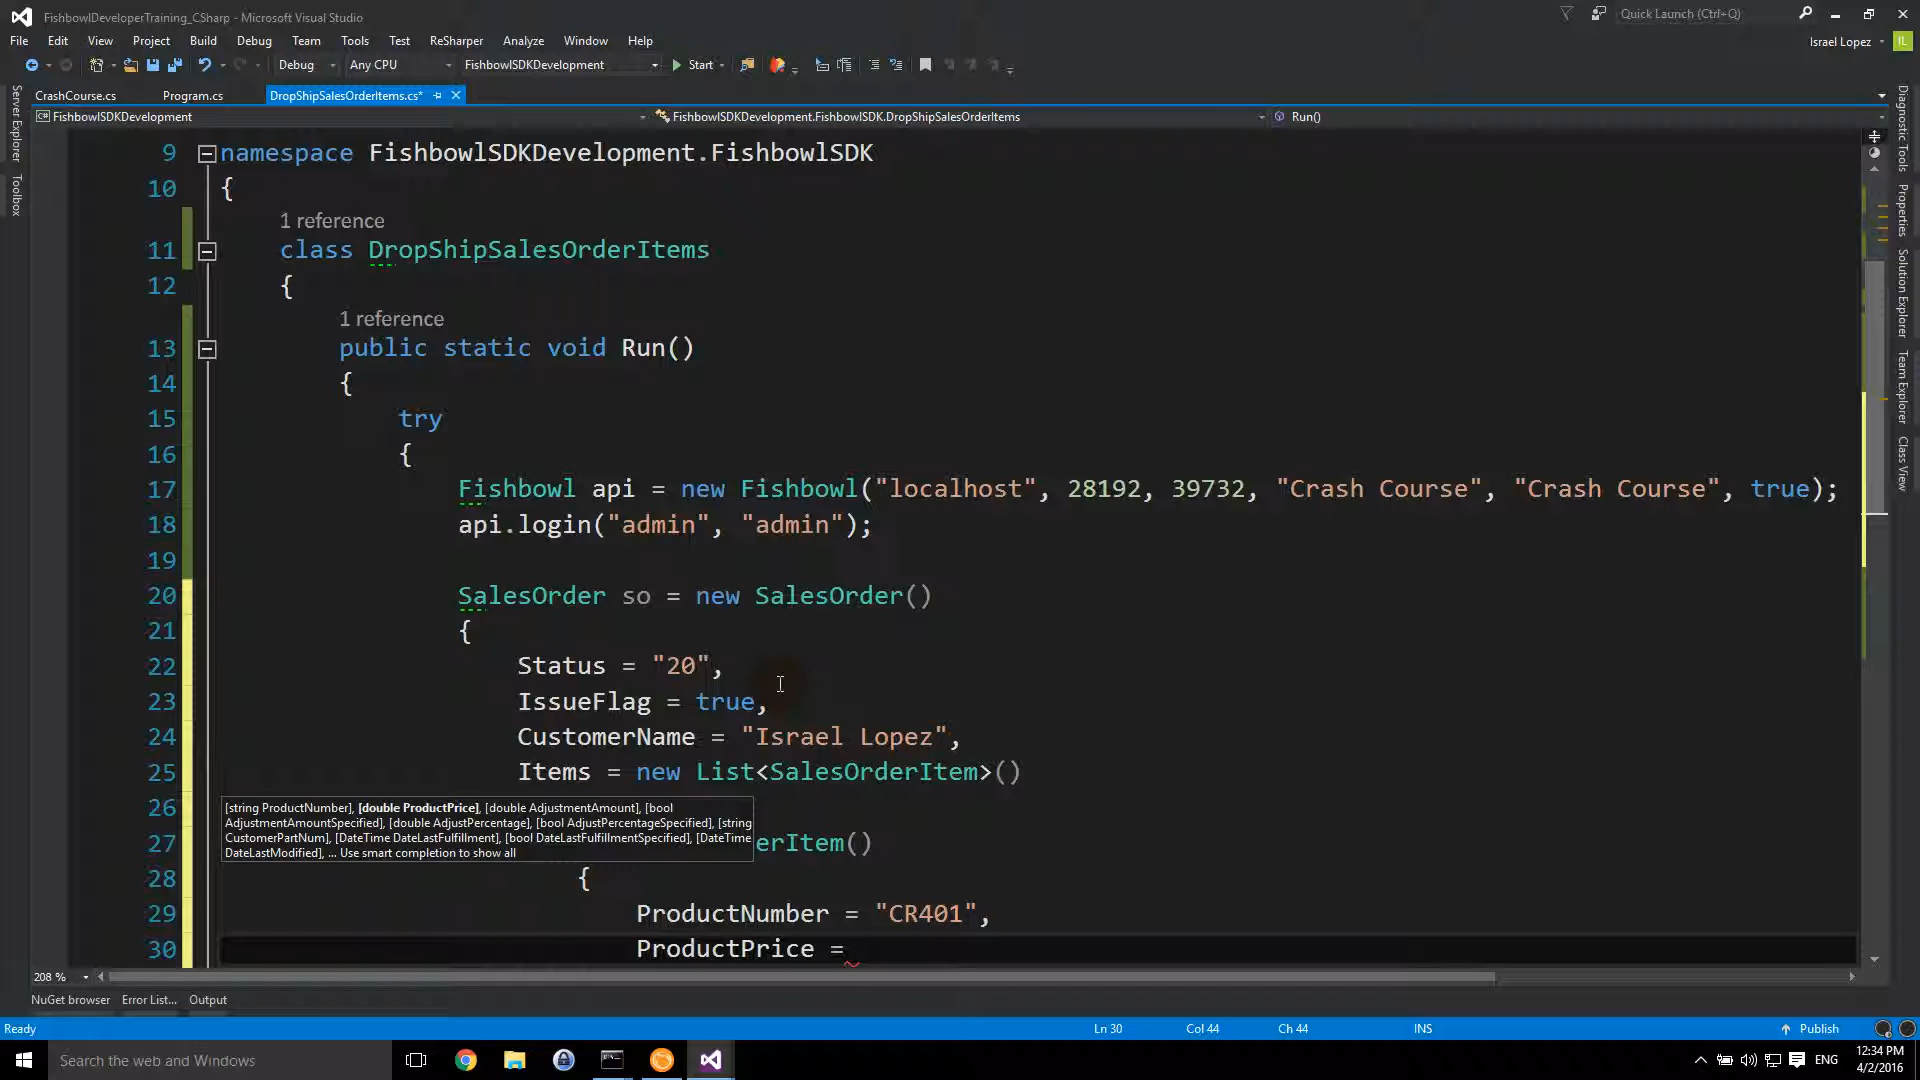 FishbowlDeveloperTraining_CSharp - Microsoft Visual Studio
Quick Launch (Ctrl+Q)
File Edit View Project Build Debug Team Tools Test ReSharper Analyze Window Help
Israel Lopez IL
Debug Any CPU FishbowlSDKDevelopment Start
CrashCourse.cs Program.cs DropShipSalesOrderItems.cs*
FishbowlSDKDevelopment FishbowlSDKDevelopment.FishbowlSDK.DropShipSalesOrderItems Run()
Server Explorer
Toolbox
Diagnostic Tools
Properties
Solution Explorer
Team Explorer
Class View
9 namespace FishbowlSDKDevelopment.FishbowlSDK
10 {
1 reference
11 class DropShipSalesOrderItems
12 {
1 reference
13 public static void Run()
14 {
15 try
16 {
17 Fishbowl api = new Fishbowl("localhost", 28192, 39732, "Crash Course", "Crash Course", true);
18 api.login("admin", "admin");
19
20 SalesOrder so = new SalesOrder()
21 {
22 Status = "20",
23 IssueFlag = true,
24 CustomerName = "Israel Lopez",
25 Items = new List<SalesOrderItem>()
26
[string ProductNumber], [double ProductPrice], [double AdjustmentAmount], [bool
AdjustmentAmountSpecified], [double AdjustPercentage], [bool AdjustPercentageSpecified], [string
CustomerPartNum], [DateTime DateLastFulfillment], [bool DateLastFulfillmentSpecified], [DateTime
DateLastModified], ... Use smart completion to show all
27 erItem()
28 {
29 ProductNumber = "CR401",
30 ProductPrice =
208 %
NuGet browser Error List... Output
Ready Ln 30 Col 44 Ch 44 INS Publish
Search the web and Windows
ENG
12:34 PM
4/2/2016